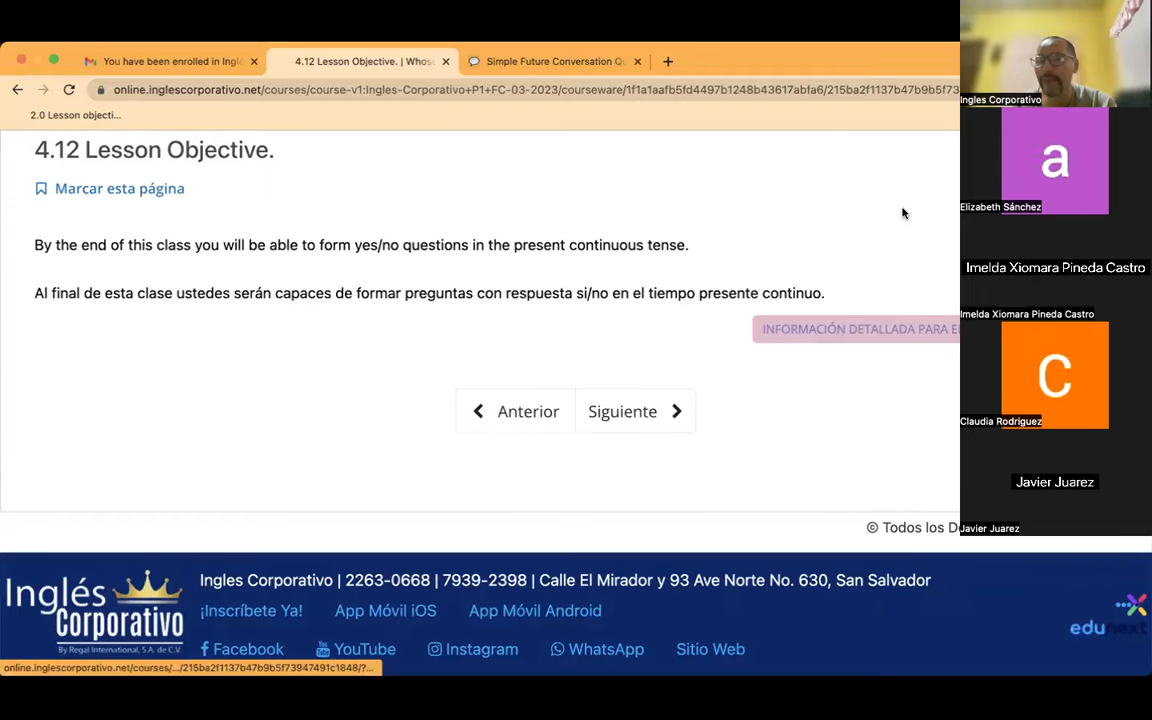 You have been enrolled in Ingl
4.12 Lesson Objective. | Whos
Simple Future Conversation Q
online.inglescorporativo.net/courses/course-v1:Ingles-Corporativo+P1+FC-03-2023/courseware/1f1a1aafb5fd4497b1248b43617abfa6/215ba2f1137b47b9b5f73
2.0 Lesson objecti...
4.12 Lesson Objective.
Marcar esta página
By the end of this class you will be able to form yes/no questions in the present continuous tense.
Al final de esta clase ustedes serán capaces de formar preguntas con respuesta si/no en el tiempo presente continuo.
INFORMACIÓN DETALLADA PARA E
Anterior
Siguiente
© Todos los D
Inglés Corporativo
By Regal International, S.A. de C.V.
Ingles Corporativo | 2263-0668 | 7939-2398 | Calle El Mirador y 93 Ave Norte No. 630, San Salvador
¡Inscríbete Ya!
App Móvil iOS
App Móvil Android
Facebook
YouTube
Instagram
WhatsApp
Sitio Web
edunext
online.inglescorporativo.net/courses/.../215ba2f1137b47b9b5f73947491c1848/?...
Ingles Corporativo
a
Elizabeth Sánchez
Imelda Xiomara Pineda Castro
Imelda Xiomara Pineda Castro
C
Claudia Rodriguez
Javier Juarez
Javier Juarez